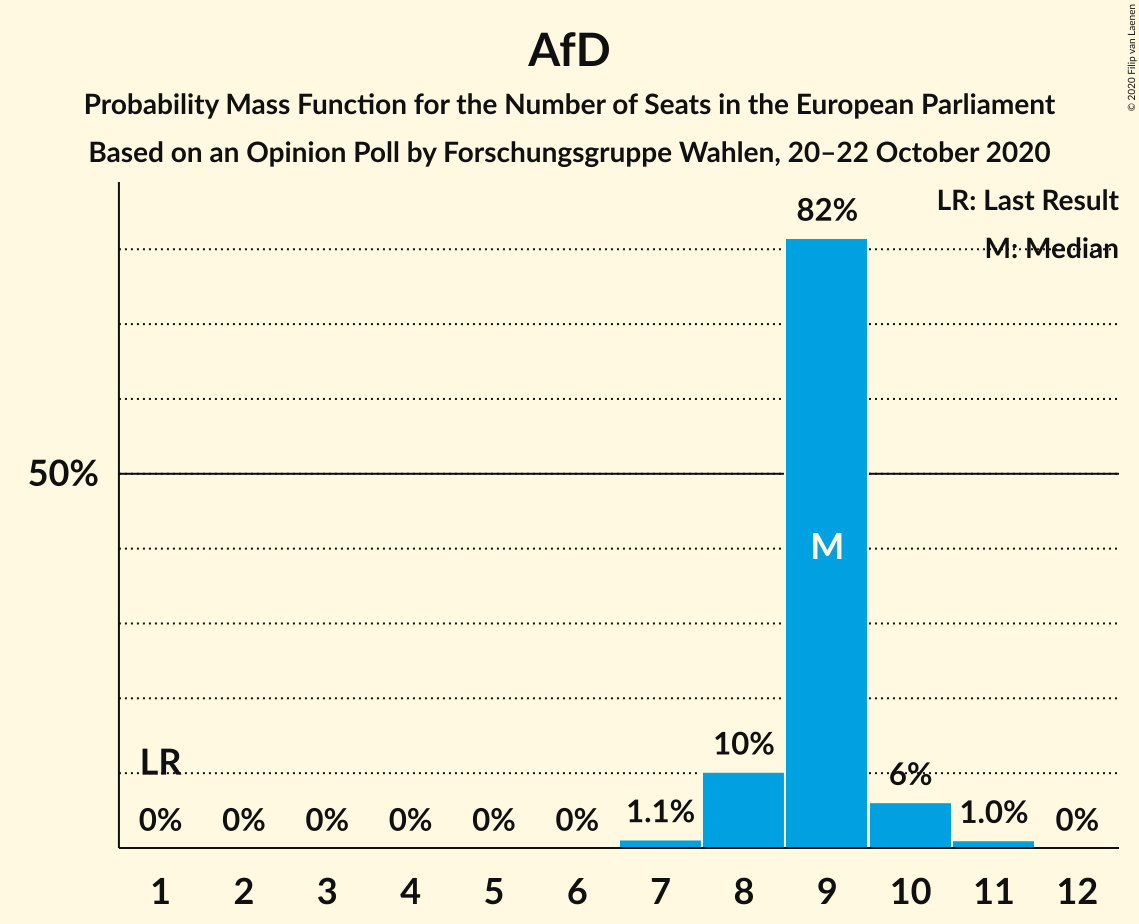 AfD
Probability Mass Function for the Number of Seats in the European Parliament
Based on an Opinion Poll by Forschungsgruppe Wahlen, 20–22 October 2020
© 2020 Filip van Laenen
LR: Last Result
M: Median
82%
50%
M
LR
10%
6%
0% 0% 0% 0% 0% 0% 1.1% 1.0% 0%
1 2 3 4 5 6 7 8 9 10 11 12